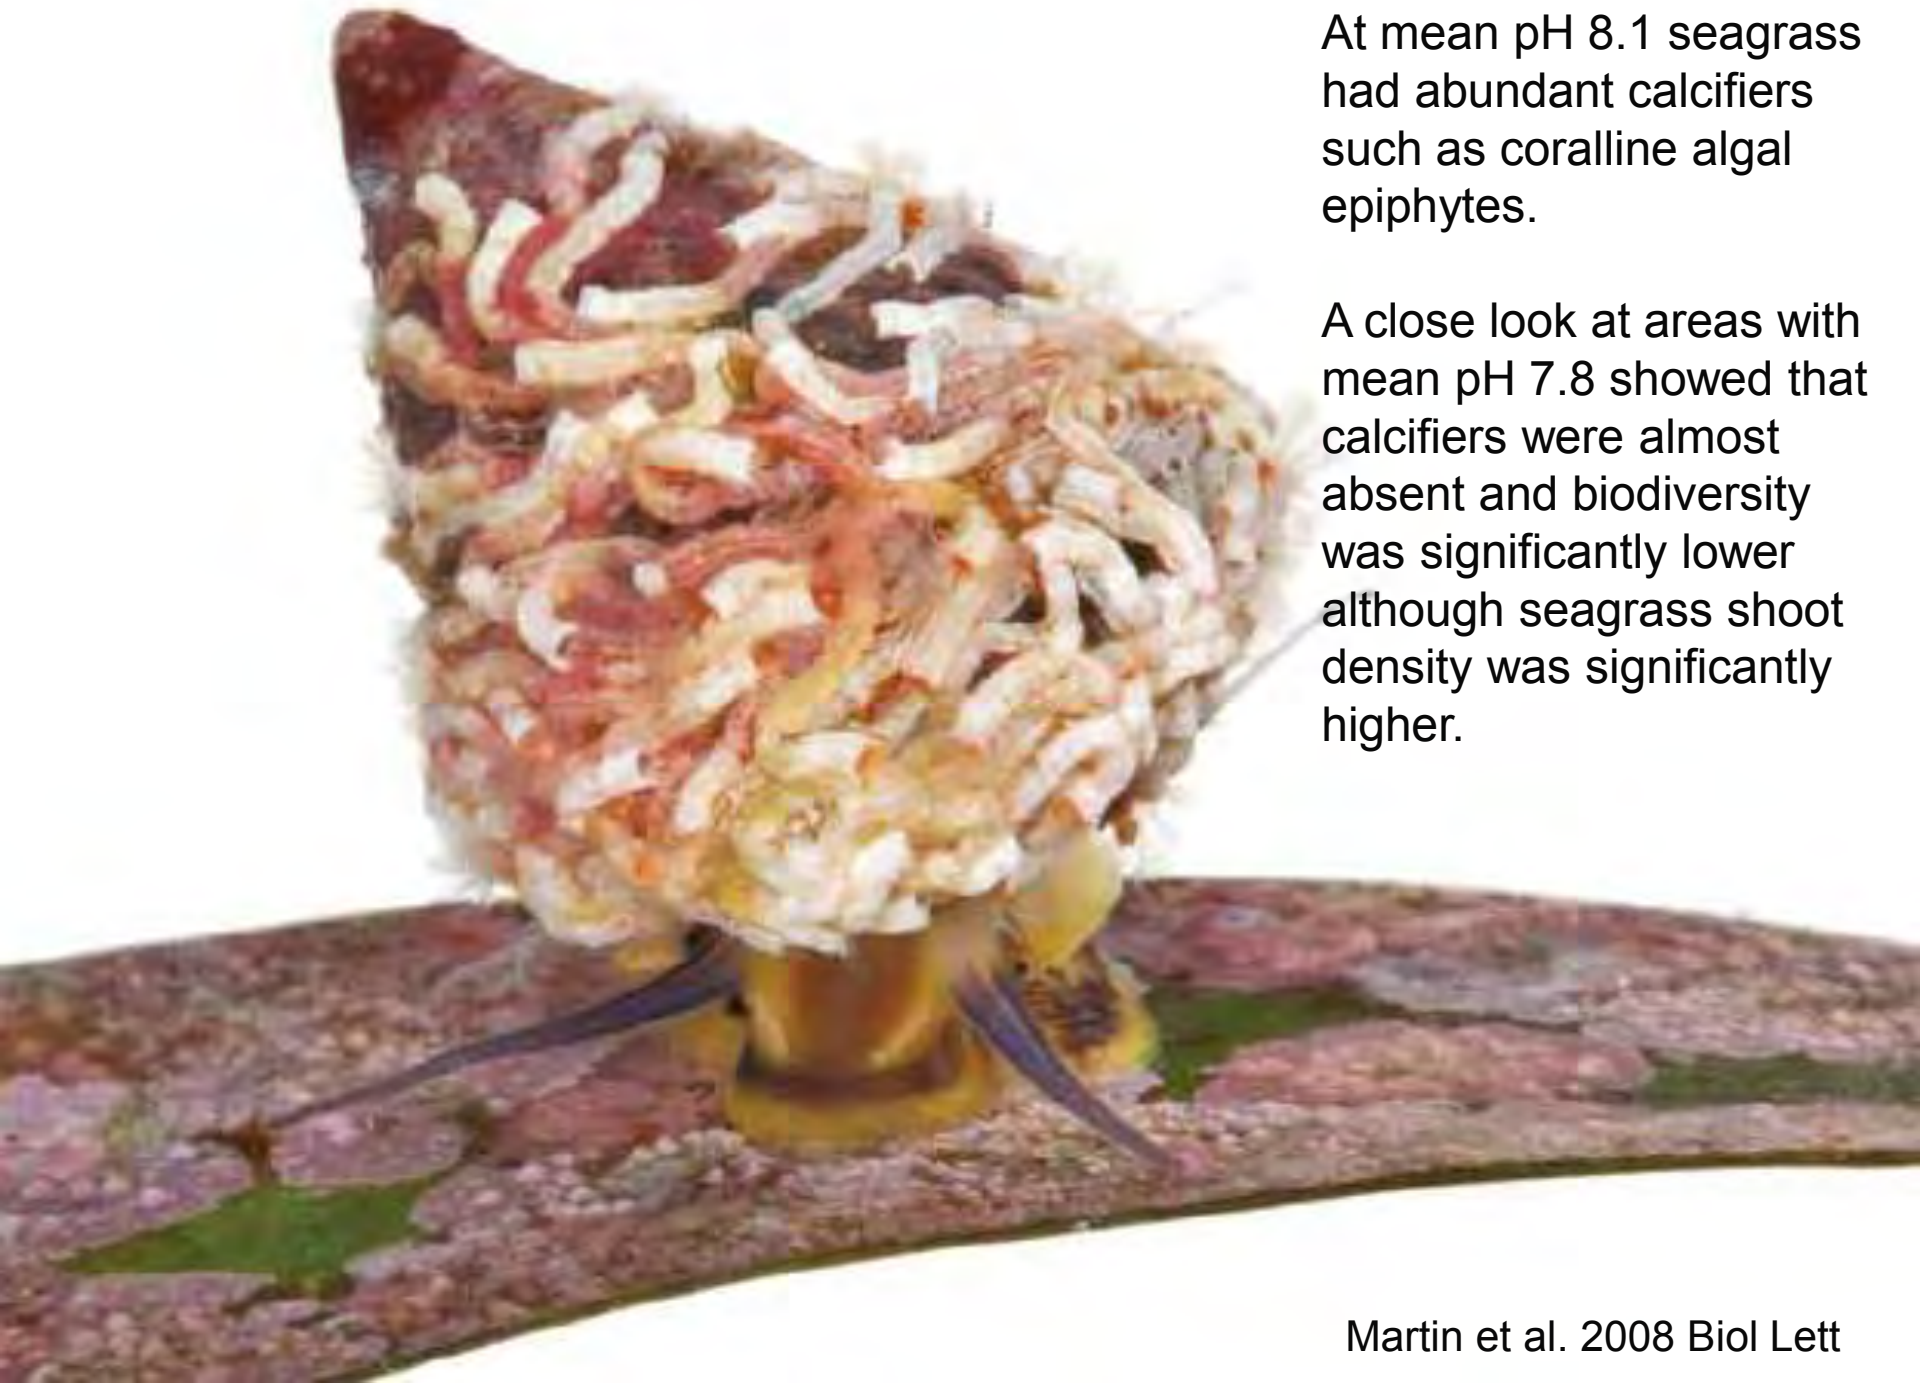 At mean pH 8.1 seagrass
had abundant calcifiers
such as coralline algal
epiphytes.
A close look at areas with
mean pH 7.8 showed that
calcifiers were almost
absent and biodiversity
was significantly lower
although seagrass shoot
density was significantly
higher.
Martin et al. 2008 Biol Lett